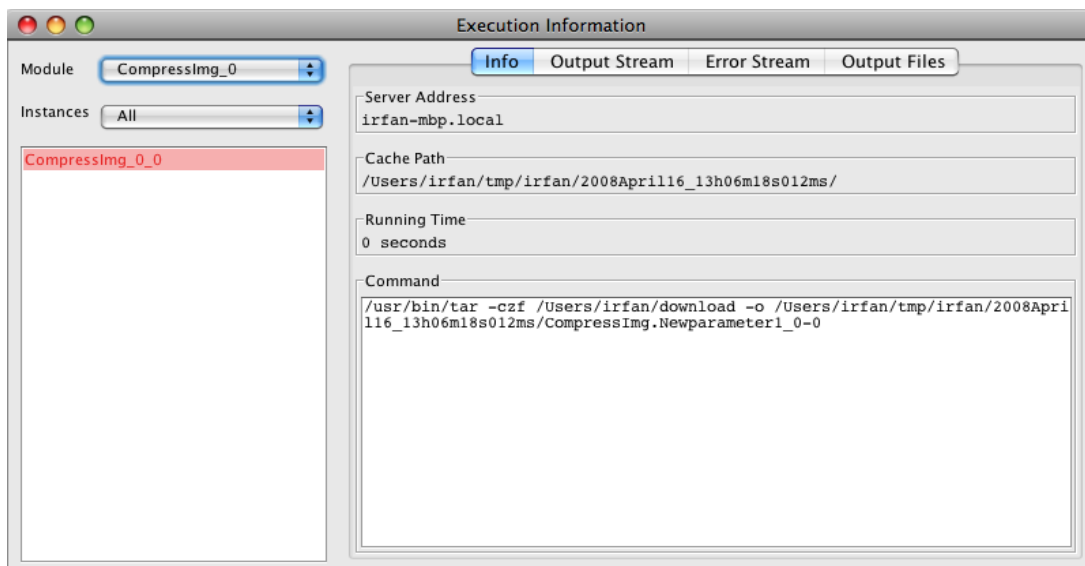 Execution Information
Module
CompressImg_0
Instances
All
CompressImg_0_0
Info
Output Stream
Error Stream
Output Files
Server Address
irfan-mbp.local
Cache Path
/Users/irfan/tmp/irfan/2008April16_13h06m18s012ms/
Running Time
0 seconds
Command
/usr/bin/tar -czf /Users/irfan/download -o /Users/irfan/tmp/irfan/2008Apri
l16_13h06m18s012ms/CompressImg.Newparameter1_0-0